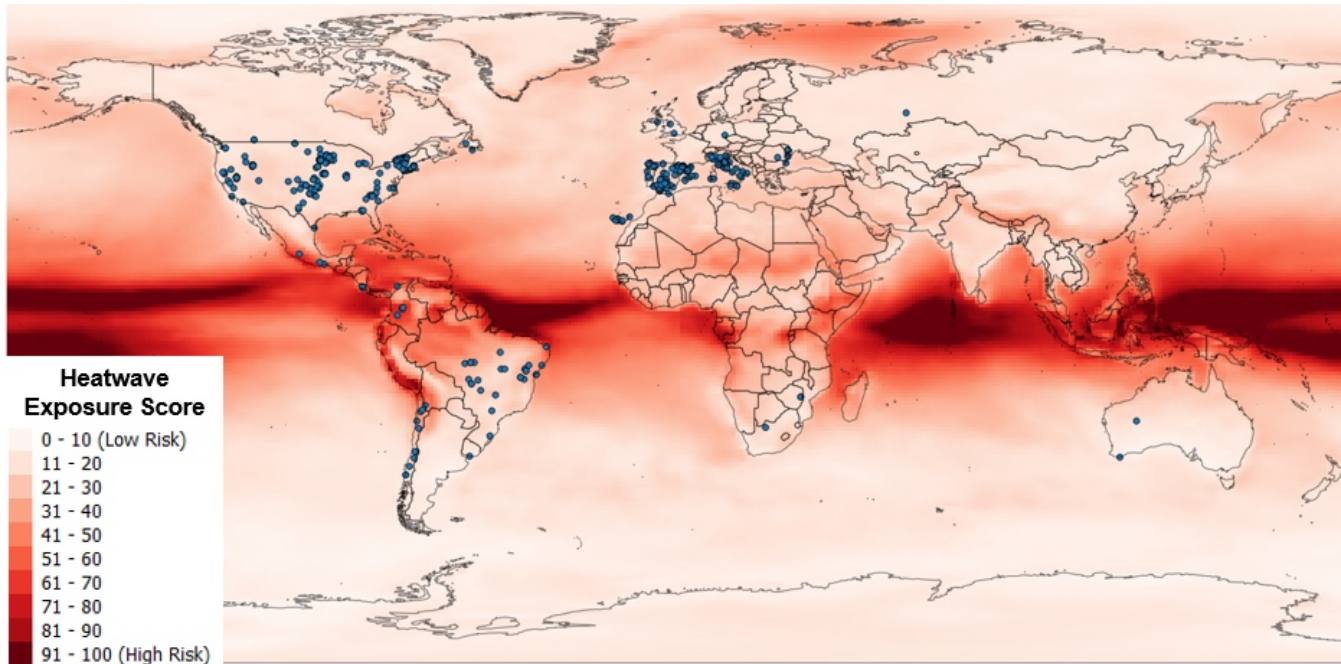 Heatwave
Exposure Score
0 - 10 (Low Risk)
11 - 20
21 - 30
31 - 40
41 - 50
51 - 60
61 - 70
71 - 80
81 - 90
91 - 100 (High Risk)